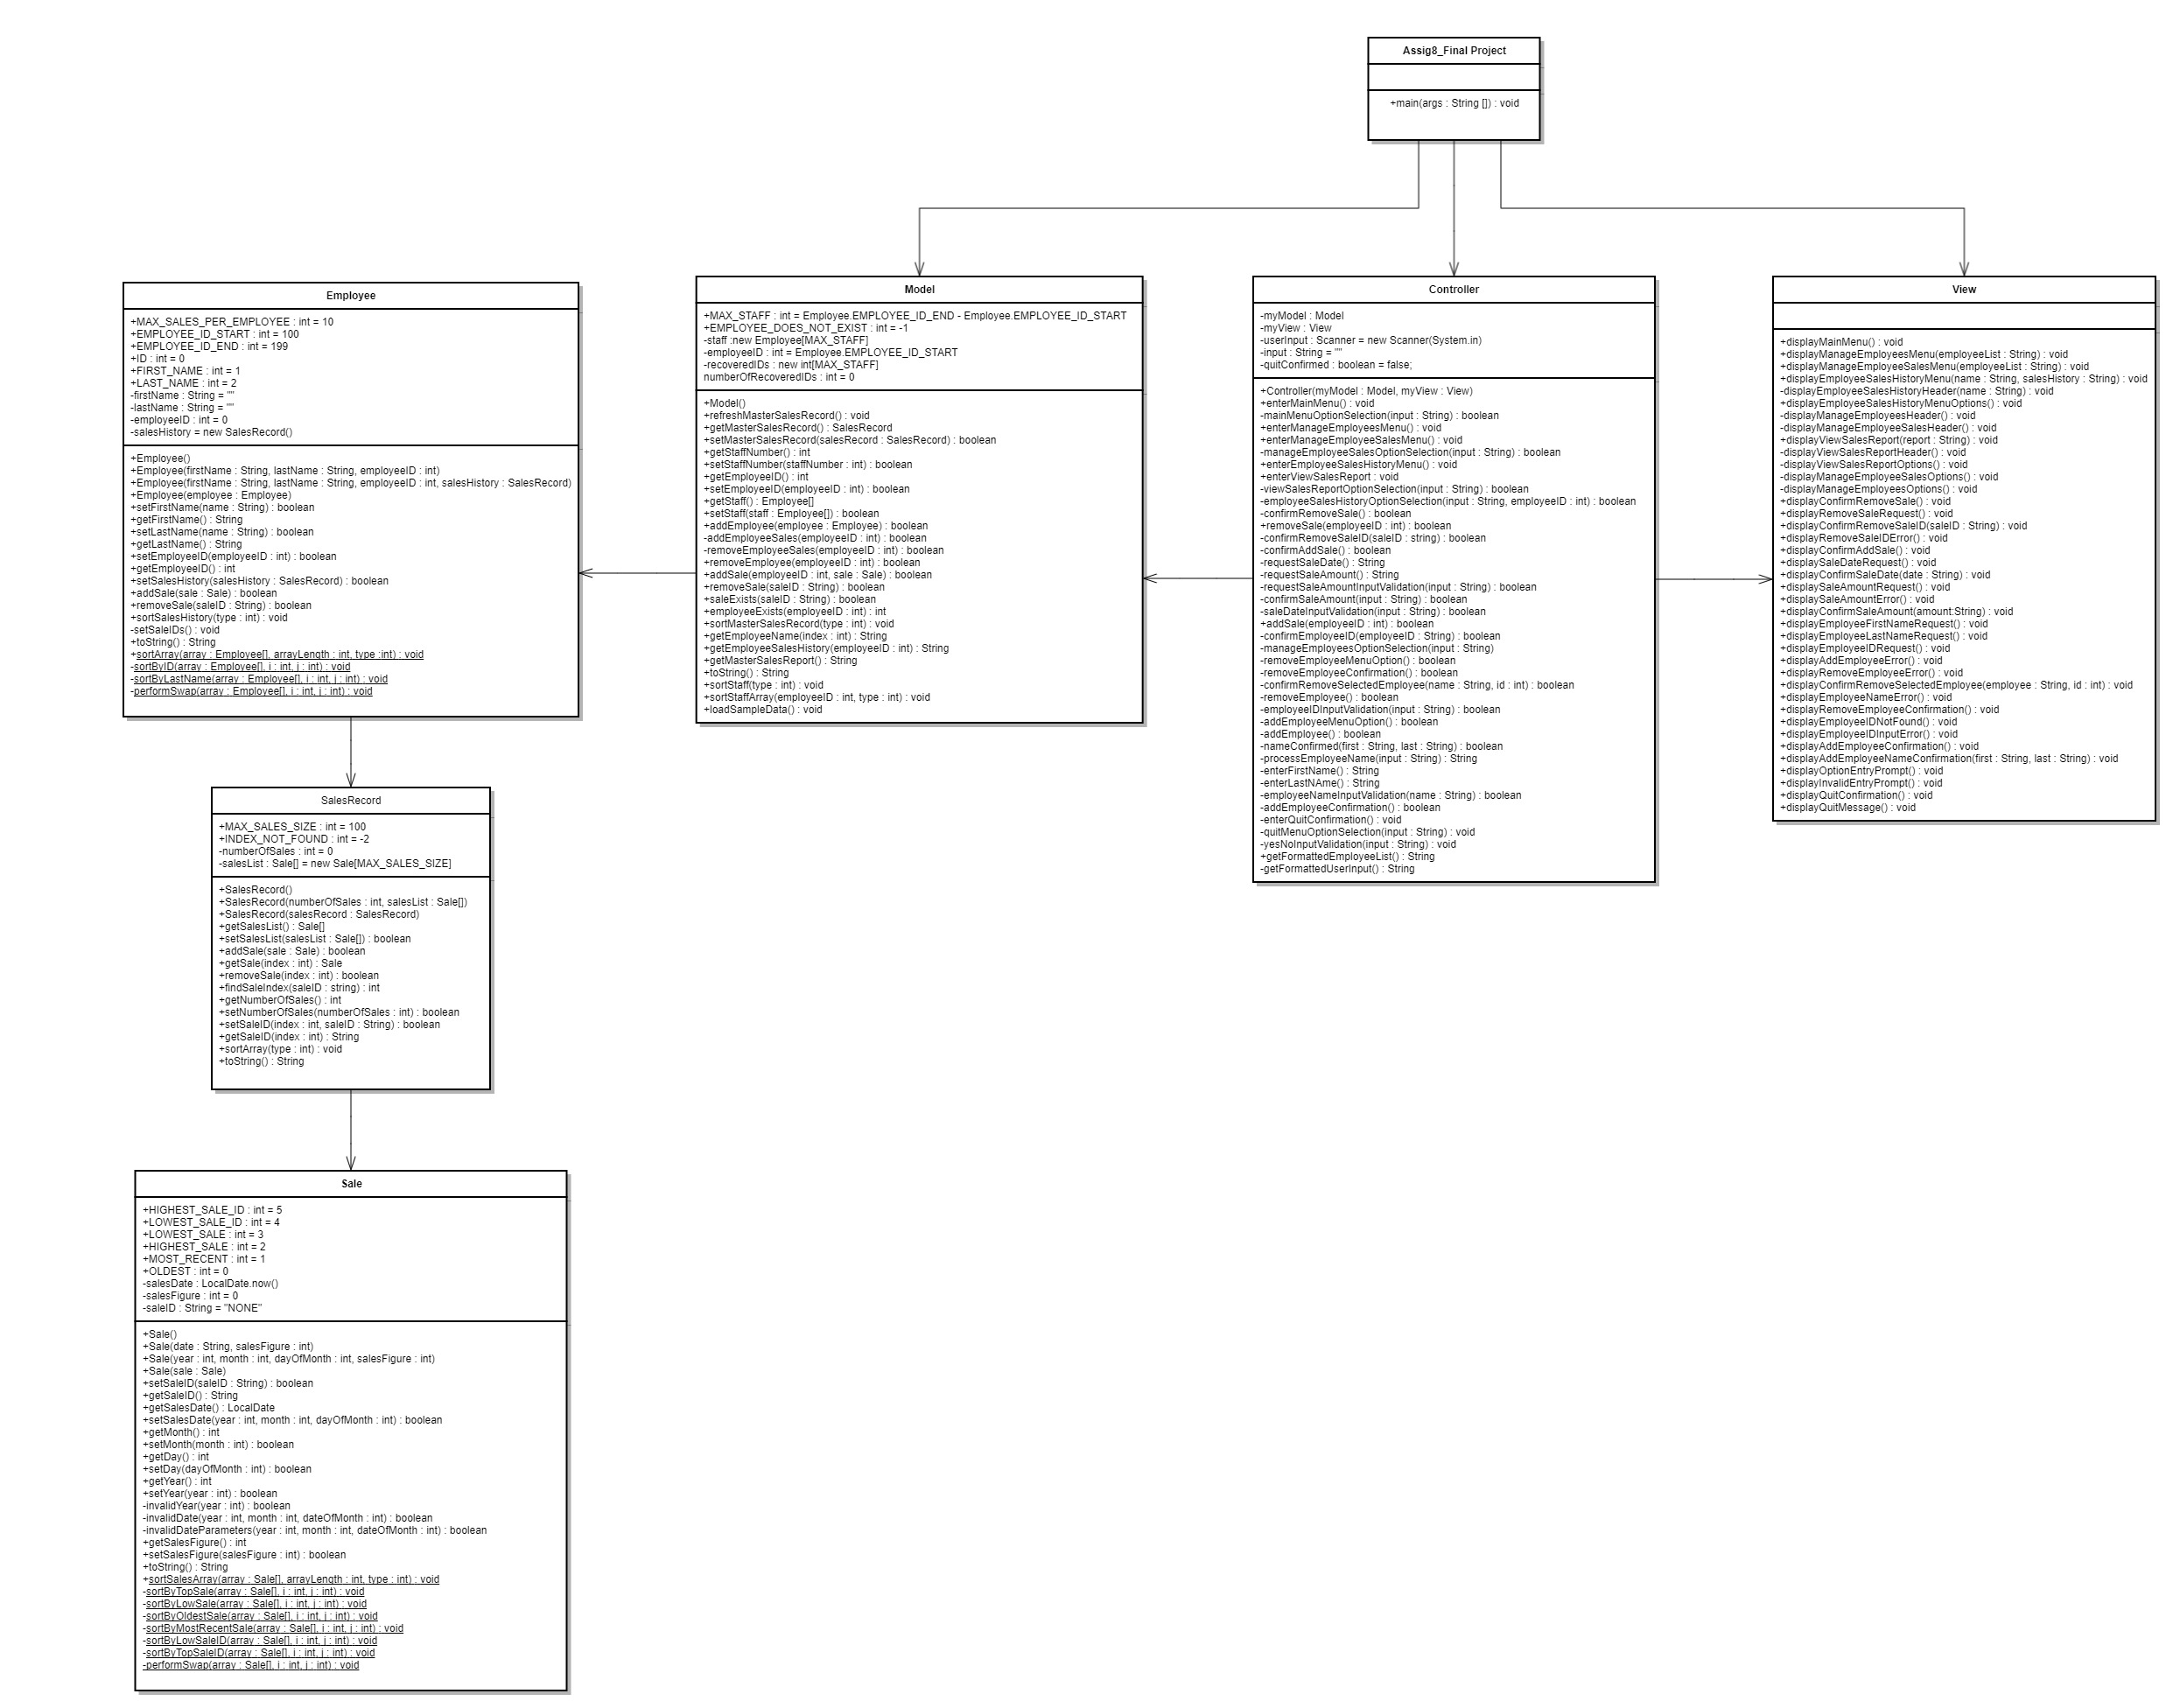 Assig8_Final Project
+main(args : String []) : void
Employee
+MAX_SALES_PER_EMPLOYEE : int = 10
+EMPLOYEE_ID_START : int = 100
+EMPLOYEE_ID_END : int = 199
+ID : int = 0
+FIRST_NAME : int = 1
+LAST_NAME : int = 2
-firstName : String = ""
-lastName : String = ""
-employeeID : int = 0
-salesHistory = new SalesRecord()
+Employee()
+Employee(firstName : String, lastName : String, employeeID : int)
+Employee(firstName : String, lastName : String, employeeID : int, salesHistory : SalesRecord)
+Employee(employee : Employee)
+setFirstName(name : String) : boolean
+getFirstName() : String
+setLastName(name : String) : boolean
+getLastName() : String
+setEmployeeID(employeeID : int) : boolean
+getEmployeeID() : int
+setSalesHistory(salesHistory : SalesRecord) : boolean
+addSale(sale : Sale) : boolean
+removeSale(saleID : String) : boolean
+sortSalesHistory(type : int) : void
-setSaleIDs() : void
+toString() : String
+sortArray(array : Employee[], arrayLength : int, type :int) : void
-sortByID(array : Employee[], i : int, j : int) : void
-sortByLastName(array : Employee[], i : int, j : int) : void
-performSwap(array : Employee[], i : int, j : int) : void
Model
+MAX_STAFF : int = Employee.EMPLOYEE_ID_END - Employee.EMPLOYEE_ID_START
+EMPLOYEE_DOES_NOT_EXIST : int = -1
-staff :new Employee[MAX_STAFF]
-employeeID : int = Employee.EMPLOYEE_ID_START
-recoveredIDs : new int[MAX_STAFF]
numberOfRecoveredIDs : int = 0
+Model()
+refreshMasterSalesRecord() : void
+getMasterSalesRecord() : SalesRecord
+setMasterSalesRecord(salesRecord : SalesRecord) : boolean
+getStaffNumber() : int
+setStaffNumber(staffNumber : int) : boolean
+getEmployeeID() : int
+setEmployeeID(employeeID : int) : boolean
+getStaff() : Employee[]
+setStaff(staff : Employee[]) : boolean
+addEmployee(employee : Employee) : boolean
-addEmployeeSales(employeeID : int) : boolean
-removeEmployeeSales(employeeID : int) : boolean
+removeEmployee(employeeID : int) : boolean
+addSale(employeeID : int, sale : Sale) : boolean
+removeSale(saleID : String) : boolean
+saleExists(saleID : String) : boolean
+employeeExists(employeeID : int) : int
+sortMasterSalesRecord(type : int) : void
+getEmployeeName(index : int) : String
+getEmployeeSalesHistory(employeeID : int) : String
+getMasterSalesReport() : String
+toString() : String
+sortStaff(type : int) : void
+sortStaffArray(employeeID : int, type : int) : void
+loadSampleData() : void
Controller
-myModel : Model
-myView : View
-userInput : Scanner = new Scanner(System.in)
-input : String = ""
-quitConfirmed : boolean = false;
+Controller(myModel : Model, myView : View)
+enterMainMenu() : void
-mainMenuOptionSelection(input : String) : boolean
+enterManageEmployeesMenu() : void
+enterManageEmployeeSalesMenu() : void
-manageEmployeeSalesOptionSelection(input : String) : boolean
+enterEmployeeSalesHistoryMenu() : void
+enterViewSalesReport : void
-viewSalesReportOptionSelection(input : String) : boolean
-employeeSalesHistoryOptionSelection(input : String, employeeID : int) : boolean
-confirmRemoveSale() : boolean
+removeSale(employeeID : int) : boolean
-confirmRemoveSaleID(saleID : string) : boolean
-confirmAddSale() : boolean
-requestSaleDate() : String
-requestSaleAmount() : String
-requestSaleAmountInputValidation(input : String) : boolean
-confirmSaleAmount(input : String) : boolean
-saleDateInputValidation(input : String) : boolean
+addSale(employeeID : int) : boolean
-confirmEmployeeID(employeeID : String) : boolean
-manageEmployeesOptionSelection(input : String)
-removeEmployeeMenuOption() : boolean
-removeEmployeeConfirmation() : boolean
-confirmRemoveSelectedEmployee(name : String, id : int) : boolean
-removeEmployee() : boolean
-employeeIDInputValidation(input : String) : boolean
-addEmployeeMenuOption() : boolean
-addEmployee() : boolean
-nameConfirmed(first : String, last : String) : boolean
-processEmployeeName(input : String) : String
-enterFirstName() : String
-enterLastNAme() : String
-employeeNameInputValidation(name : String) : boolean
-addEmployeeConfirmation() : boolean
-enterQuitConfirmation() : void
-quitMenuOptionSelection(input : String) : void
-yesNoInputValidation(input : String) : void
+getFormattedEmployeeList() : String
-getFormattedUserInput() : String
View
+displayMainMenu() : void
+displayManageEmployeesMenu(employeeList : String) : void
+displayManageEmployeeSalesMenu(employeeList : String) : void
+displayEmployeeSalesHistoryMenu(name : String, salesHistory : String) : void
-displayEmployeeSalesHistoryHeader(name : String) : void
+displayEmployeeSalesHistoryMenuOptions() : void
-displayManageEmployeesHeader() : void
-displayManageEmployeeSalesHeader() : void
+displayViewSalesReport(report : String) : void
-displayViewSalesReportHeader() : void
-displayViewSalesReportOptions() : void
-displayManageEmployeeSalesOptions() : void
-displayManageEmployeesOptions() : void
+displayConfirmRemoveSale() : void
+displayRemoveSaleRequest() : void
+displayConfirmRemoveSaleID(saleID : String) : void
+displayRemoveSaleIDError() : void
+displayConfirmAddSale() : void
+displaySaleDateRequest() : void
+displayConfirmSaleDate(date : String) : void
+displaySaleAmountRequest() : void
+displaySaleAmountError() : void
+displayConfirmSaleAmount(amount:String) : void
+displayEmployeeFirstNameRequest() : void
+displayEmployeeLastNameRequest() : void
+displayEmployeeIDRequest() : void
+displayAddEmployeeError() : void
+displayRemoveEmployeeError() : void
+displayConfirmRemoveSelectedEmployee(employee : String, id : int) : void
+displayEmployeeNameError() : void
+displayRemoveEmployeeConfirmation() : void
+displayEmployeeIDNotFound() : void
+displayEmployeeIDInputError() : void
+displayAddEmployeeConfirmation() : void
+displayAddEmployeeNameConfirmation(first : String, last : String) : void
+displayOptionEntryPrompt() : void
+displayInvalidEntryPrompt() : void
+displayQuitConfirmation() : void
+displayQuitMessage() : void
SalesRecord
+MAX_SALES_SIZE : int = 100
+INDEX_NOT_FOUND : int = -2
-numberOfSales : int = 0
-salesList : Sale[] = new Sale[MAX_SALES_SIZE]
+SalesRecord()
+SalesRecord(numberOfSales : int, salesList : Sale[])
+SalesRecord(salesRecord : SalesRecord)
+getSalesList() : Sale[]
+setSalesList(salesList : Sale[]) : boolean
+addSale(sale : Sale) : boolean
+getSale(index : int) : Sale
+removeSale(index : int) : boolean
+findSaleIndex(saleID : string) : int
+getNumberOfSales() : int
+setNumberOfSales(numberOfSales : int) : boolean
+setSaleID(index : int, saleID : String) : boolean
+getSaleID(index : int) : String
+sortArray(type : int) : void
+toString() : String
Sale
+HIGHEST_SALE_ID : int = 5
+LOWEST_SALE_ID : int = 4
+LOWEST_SALE : int = 3
+HIGHEST_SALE : int = 2
+MOST_RECENT : int = 1
+OLDEST : int = 0
-salesDate : LocalDate.now()
-salesFigure : int = 0
-saleID : String = "NONE"
+Sale()
+Sale(date : String, salesFigure : int)
+Sale(year : int, month : int, dayOfMonth : int, salesFigure : int)
+Sale(sale : Sale)
+setSaleID(saleID : String) : boolean
+getSaleID() : String
+getSalesDate() : LocalDate
+setSalesDate(year : int, month : int, dayOfMonth : int) : boolean
+getMonth() : int
+setMonth(month : int) : boolean
+getDay() : int
+setDay(dayOfMonth : int) : boolean
+getYear() : int
+setYear(year : int) : boolean
-invalidYear(year : int) : boolean
-invalidDate(year : int, month : int, dateOfMonth : int) : boolean
-invalidDateParameters(year : int, month : int, dateOfMonth : int) : boolean
+getSalesFigure() : int
+setSalesFigure(salesFigure : int) : boolean
+toString() : String
+sortSalesArray(array : Sale[], arrayLength : int, type : int) : void
-sortByTopSale(array : Sale[], i : int, j : int) : void
-sortByLowSale(array : Sale[], i : int, j : int) : void
-sortByOldestSale(array : Sale[], i : int, j : int) : void
-sortByMostRecentSale(array : Sale[], i : int, j : int) : void
-sortByLowSaleID(array : Sale[], i : int, j : int) : void
-sortByTopSaleID(array : Sale[], i : int, j : int) : void
-performSwap(array : Sale[], i : int, j : int) : void